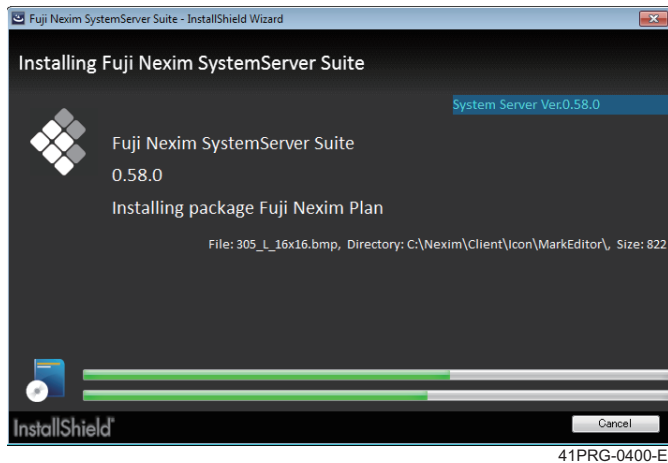 Fuji Nexim SystemServer Suite - InstallShield Wizard
Installing Fuji Nexim SystemServer Suite
System Server Ver.0.58.0
Fuji Nexim SystemServer Suite
0.58.0
Installing package Fuji Nexim Plan
File: 305_L_16x16.bmp, Directory: C:\Nexim\Client\Icon\MarkEditor\, Size: 822
InstallShield
Cancel
41PRG-0400-E